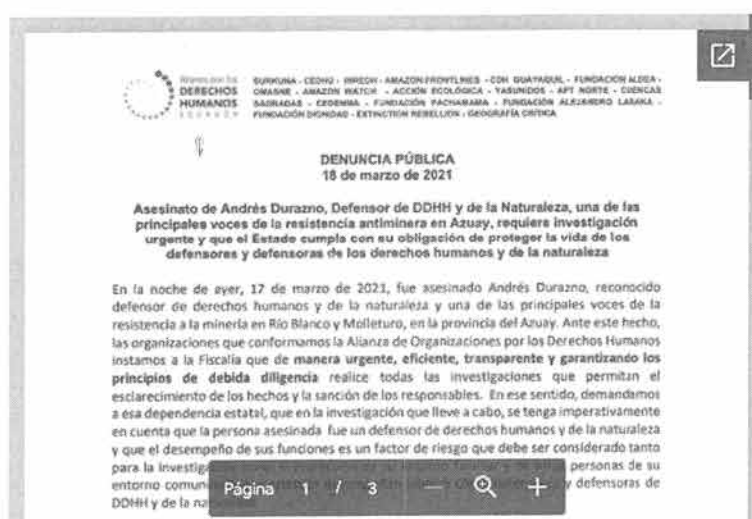 Alianza por los
DERECHOS
HUMANOS
ECUADOR
SURKUNA - CEDHU - INREDH - AMAZON FRONTLINES - CDH GUAYAQUIL - FUNDACIÓN ALDEA -
OMASNE - AMAZON WATCH - ACCIÓN ECOLÓGICA - YASUNIDOS - APT NORTE - CUENCAS
SAGRADAS - CEDENMA - FUNDACIÓN PACHAMAMA - FUNDACIÓN ALEJANDRO LABAKA -
FUNDACIÓN DIGNIDAD - EXTINCTION REBELLION - GEOGRAFÍA CRÍTICA
DENUNCIA PÚBLICA
18 de marzo de 2021
Asesinato de Andrés Durazno, Defensor de DDHH y de la Naturaleza, una de las
principales voces de la resistencia antiminera en Azuay, requiere investigación
urgente y que el Estado cumpla con su obligación de proteger la vida de los
defensores y defensoras de los derechos humanos y de la naturaleza
En la noche de ayer, 17 de marzo de 2021, fue asesinado Andrés Durazno, reconocido
defensor de derechos humanos y de la naturaleza y una de las principales voces de la
resistencia a la minería en Río Blanco y Molleturo, en la provincia del Azuay. Ante este hecho,
las organizaciones que conformamos la Alianza de Organizaciones por los Derechos Humanos
instamos a la Fiscalía que de manera urgente, eficiente, transparente y garantizando los
principios de debida diligencia realice todas las investigaciones que permitan el
esclarecimiento de los hechos y la sanción de los responsables. En ese sentido, demandamos
a esa dependencia estatal, que en la investigación que lleve a cabo, se tenga imperativamente
en cuenta que la persona asesinada fue un defensor de derechos humanos y de la naturaleza
y que el desempeño de sus funciones es un factor de riesgo que debe ser considerado tanto
para la investiga personas de su
entorno comuni y defensoras de
DDHH y de la na
Página 1 / 3